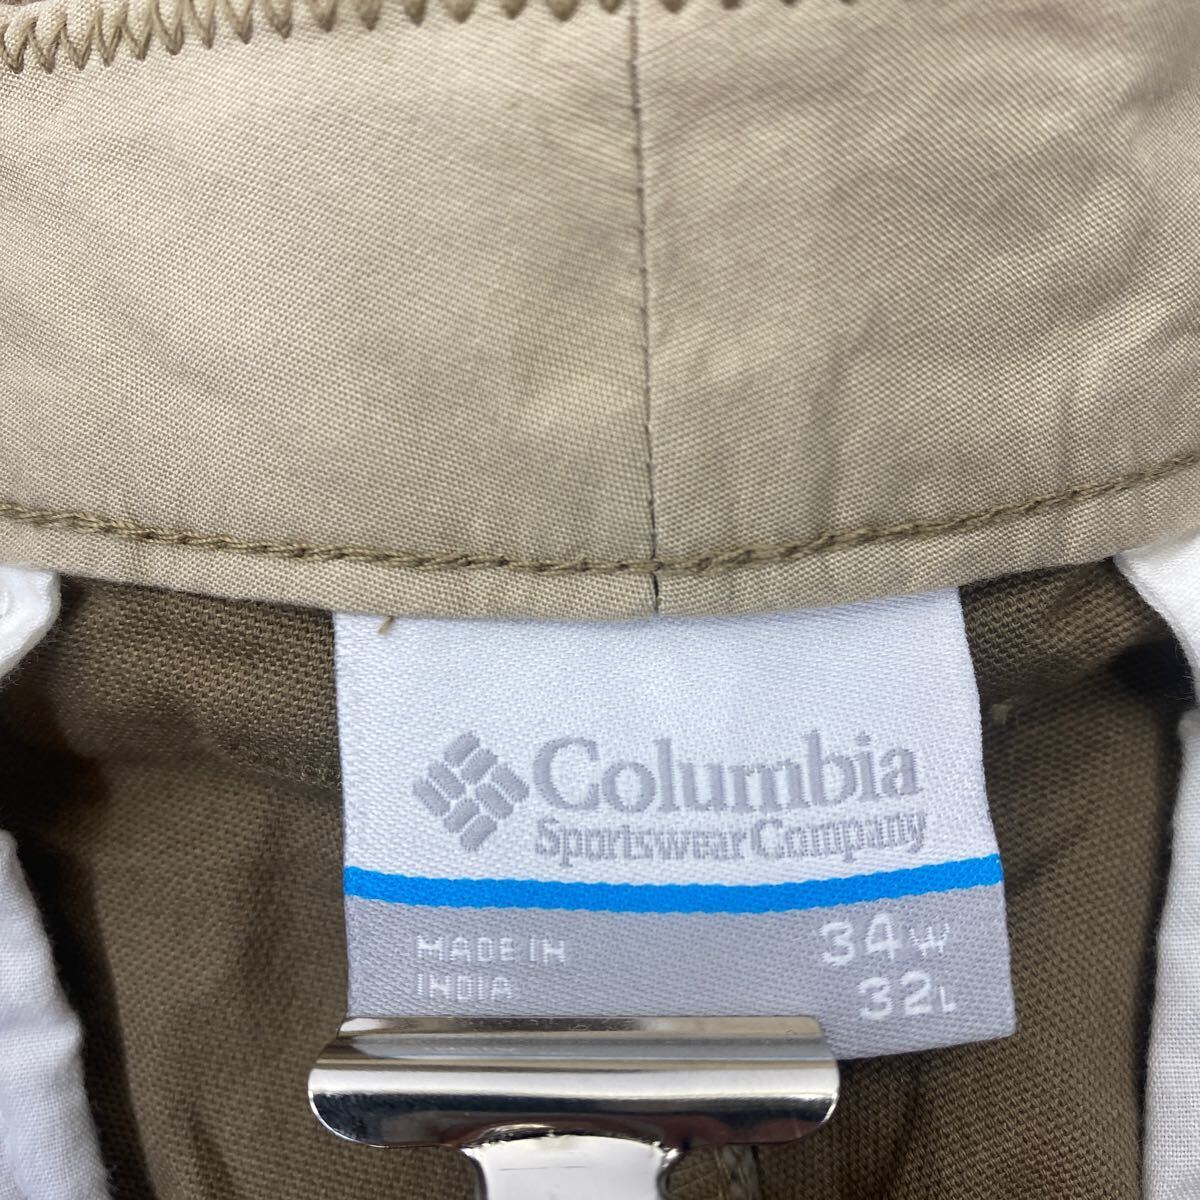 Columbia
Sportswear Company
MADE IN
INDIA
34W
32L